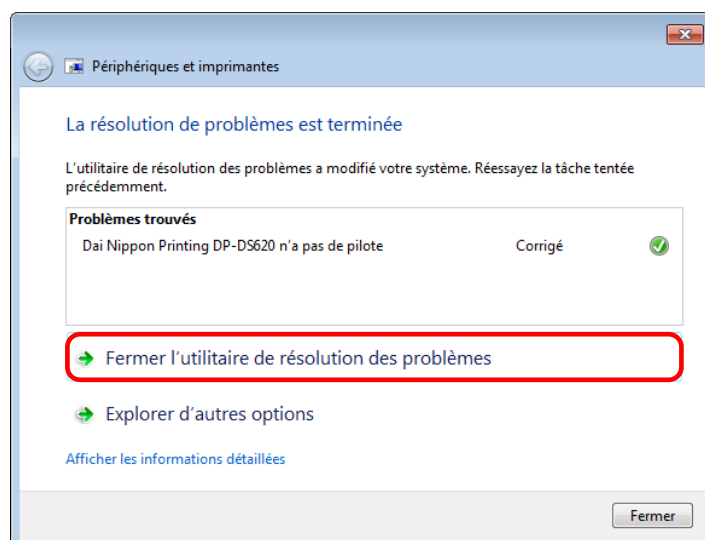 Périphériques et imprimantes
La résolution de problèmes est terminée
L'utilitaire de résolution des problèmes a modifié votre système. Réessayez la tâche tentée
précédemment.
Problèmes trouvés
Dai Nippon Printing DP-DS620 n'a pas de pilote Corrigé
Fermer l'utilitaire de résolution des problèmes
Explorer d'autres options
Afficher les informations détaillées
Fermer